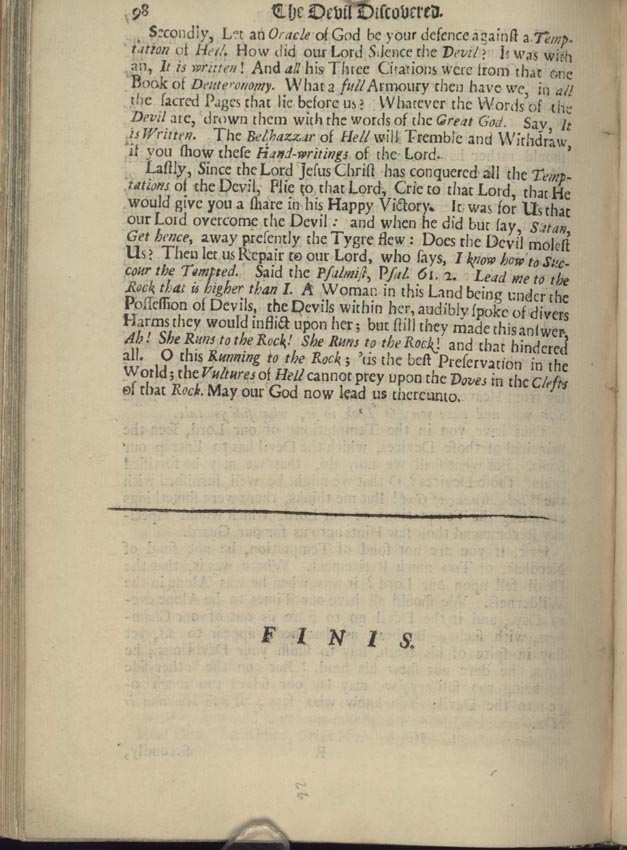 98 The Devil Discovered.
Secondly, Let an Oracle of God be your defence againſt a Temp-
tation of Hell. How did our Lord Silence the Devil? It was with
an, It is written! And all his Three Citations were from that one
Book of Deuteronomy. What a full Armoury then have we, in all
the ſacred Pages that lie before us? Whatever the Words of the
Devil are, drown them with the words of the Great God. Say, It
is Written. The Belſhazzar of Hell will Tremble and Withdraw,
if you ſhow theſe Hand-writings of the Lord.
Laſtly, Since the Lord Jeſus Chriſt has conquered all the Temp-
tations of the Devil, Flie to that Lord, Crie to that Lord, that He
would give you a ſhare in his Happy Victory. It was for Us that
our Lord overcome the Devil: and when he did but ſay, Satan,
Get hence, away preſently the Tygre flew: Does the Devil moleſt
Us? Then let us Repair to our Lord, who ſays, I know how to Suc-
cour the Tempted. Said the Pſalmiſt, Pſal. 61. 2. Lead me to the
Rock that is higher than I. A Woman in this Land being under the
Poſſeſſion of Devils, the Devils within her, audibly ſpoke of divers
Harms they would inflict upon her; but ſtill they made this anſwer,
Ah! She Runs to the Rock! She Runs to the Rock! and that hindered
all. O this Running to the Rock; 'tis the beſt Preſervation in the
World; the Vultures of Hell cannot prey upon the Doves in the Clefts
of that Rock. May our God now lead us thereunto.
FINIS.